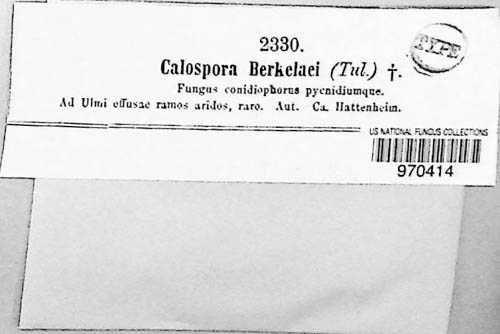 2330.
TYPE
Calospora Berkelaei (Tul.) †.
Fungus conidiophorus pycnidiumque.
Ad Ulmi effusae ramos aridos, raro. Aut. Ca. Hattenheim.
US NATIONAL FUNGUS COLLECTIONS
970414